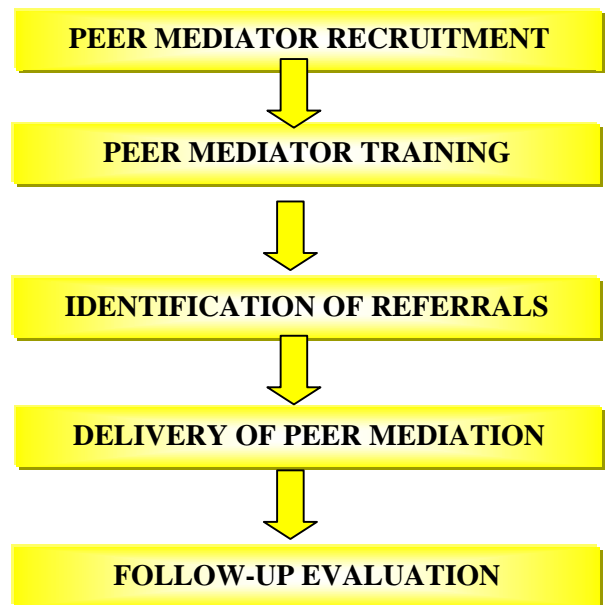 PEER MEDIATOR RECRUITMENT
PEER MEDIATOR TRAINING
IDENTIFICATION OF REFERRALS
DELIVERY OF PEER MEDIATION
FOLLOW-UP EVALUATION